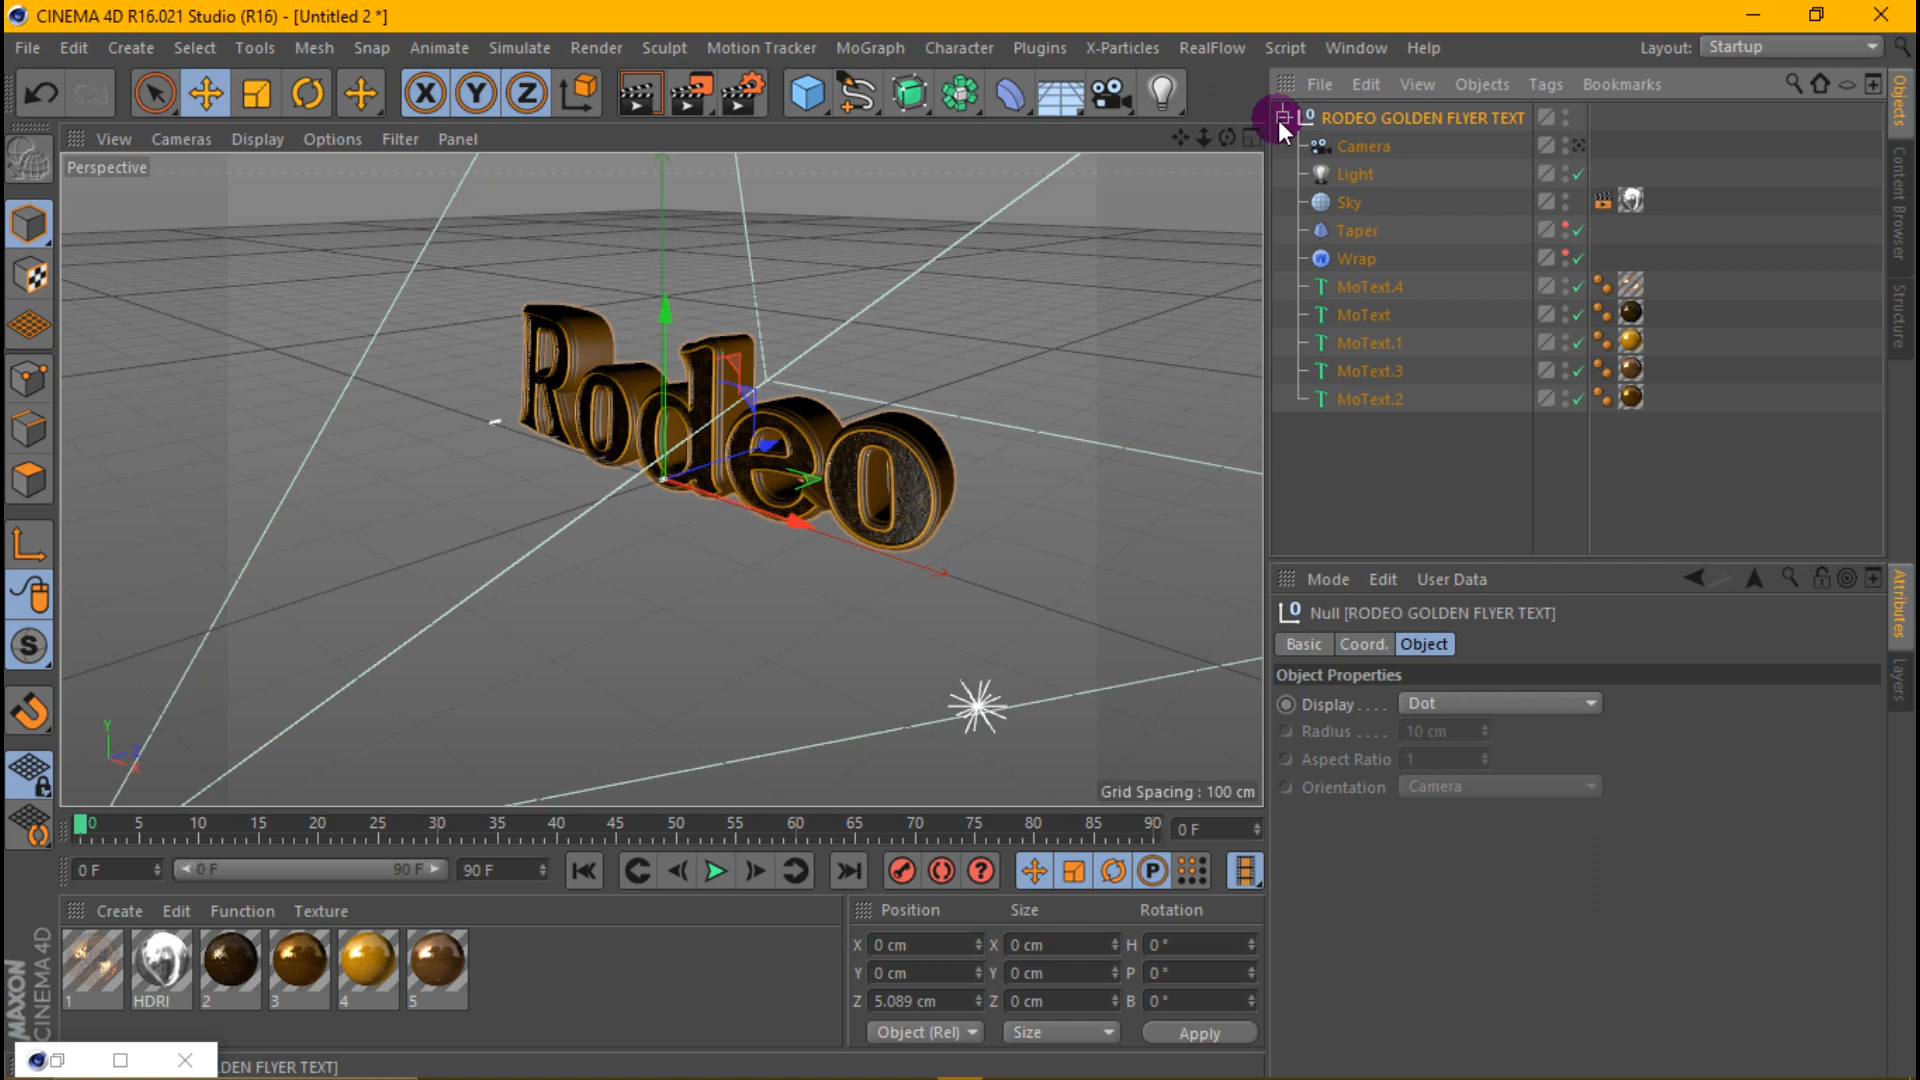 CINEMA 4D R16.021 Studio (R16) - [Untitled 2 *]
File Edit Create Select Tools Mesh Snap Animate Simulate Render Sculpt Motion Tracker MoGraph Character Plugins X-Particles RealFlow Script Window Help Layout: Startup
X Y Z
File Edit View Objects Tags Bookmarks
View Cameras Display Options Filter Panel
Perspective
RODEO GOLDEN FLYER TEXT
Camera
Light
Sky
Taper
Wrap
MoText.4
MoText
MoText.1
MoText.3
MoText.2
Objects
Content Browser
Structure
Rodeo
Y
Z
X
Grid Spacing : 100 cm
Mode Edit User Data
Null [RODEO GOLDEN FLYER TEXT]
Basic Coord. Object
Object Properties
Display . . . . Dot
Radius . . . . 10 cm
Aspect Ratio 1
Orientation Camera
Attributes
Layers
0 5 10 15 20 25 30 35 40 45 50 55 60 65 70 75 80 85 90 0 F
0 F 0 F 90 F 90 F
Create Edit Function Texture
1 HDRI 2 3 4 5
Position Size Rotation
X 0 cm X 0 cm H 0 °
Y 0 cm Y 0 cm P 0 °
Z 5.089 cm Z 0 cm B 0 °
Object (Rel) Size Apply
MAXON
CINEMA 4D
LDEN FLYER TEXT]